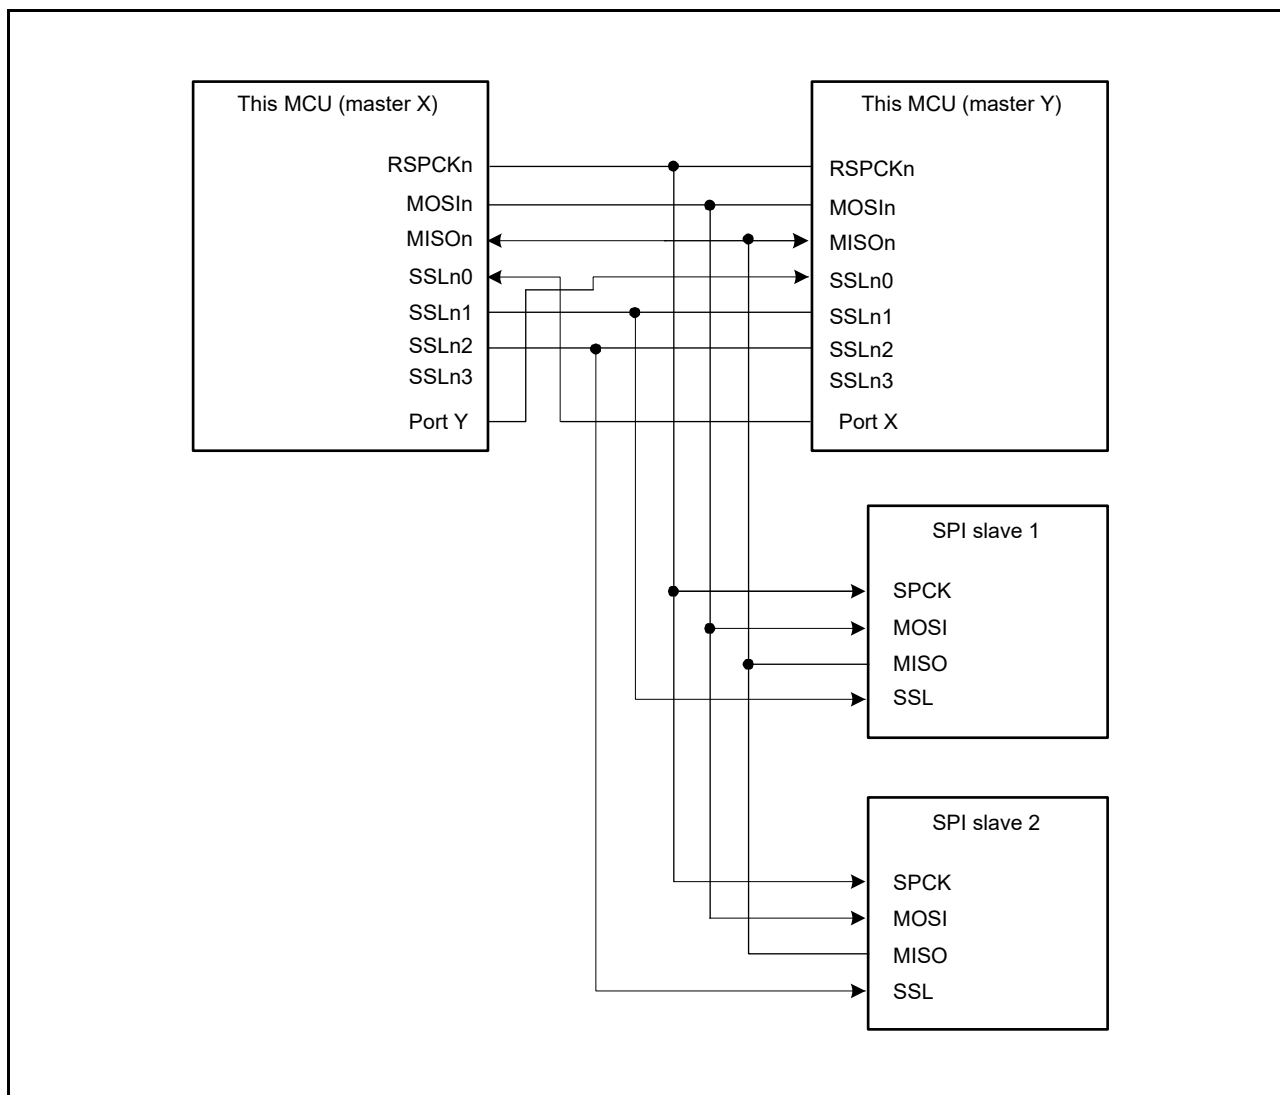 This MCU (master X)
RSPCKn
MOSIn
MISOn
SSLn0
SSLn1
SSLn2
SSLn3
Port Y
This MCU (master Y)
RSPCKn
MOSIn
MISOn
SSLn0
SSLn1
SSLn2
SSLn3
Port X
SPI slave 1
SPCK
MOSI
MISO
SSL
SPI slave 2
SPCK
MOSI
MISO
SSL